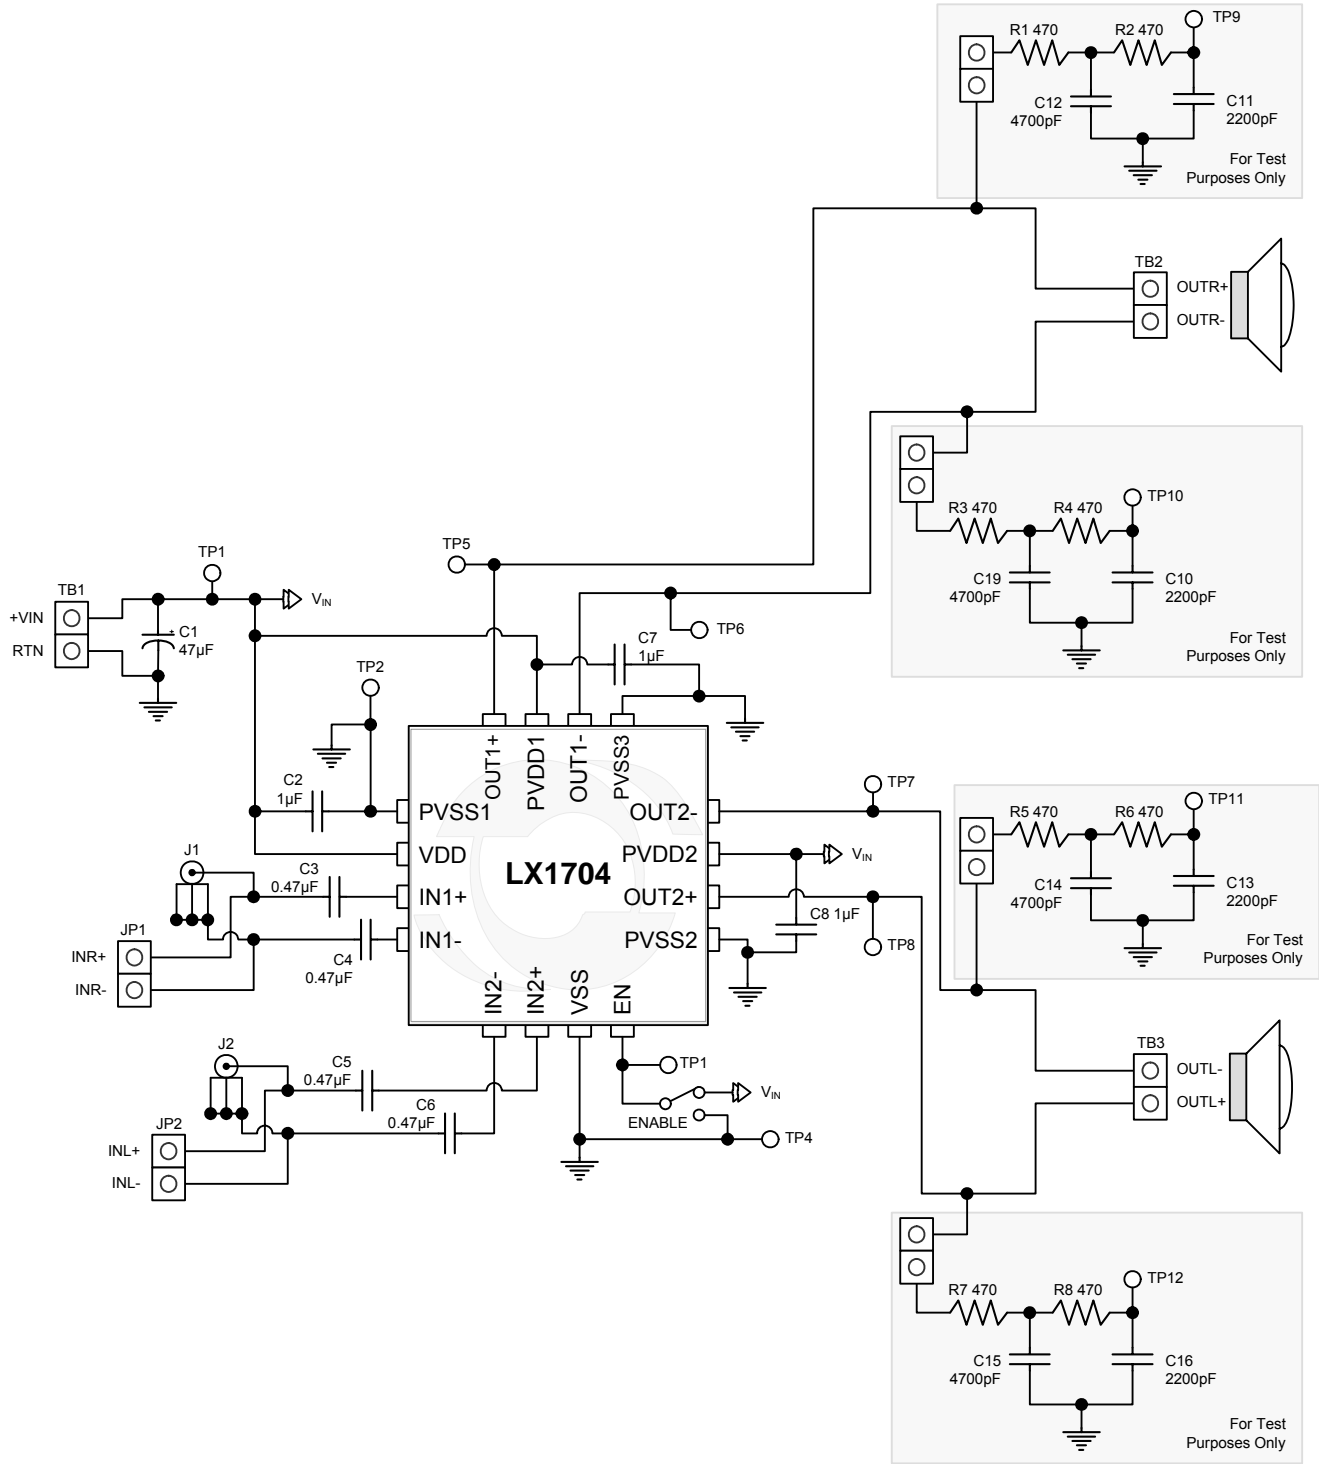 R1 470
R2 470
TP9
C12
4700pF
C11
2200pF
For Test
Purposes Only
TB2
OUTR+
OUTR-
R3 470
R4 470
TP10
C19
4700pF
C10
2200pF
For Test
Purposes Only
TP5
TP1
TB1
+VIN
RTN
+
C1
47µF
VIN
TP6
C7
1µF
TP2
C2
1µF
OUT1+
PVDD1
OUT1-
PVSS3
PVSS1
VDD
IN1+
IN1-
LX1704
OUT2-
PVDD2
OUT2+
PVSS2
IN2-
IN2+
VSS
EN
J1
C3
0.47µF
JP1
INR+
INR-
C4
0.47µF
TP7
VIN
C8 1µF
TP8
R5 470
R6 470
TP11
C14
4700pF
C13
2200pF
For Test
Purposes Only
J2
C5
0.47µF
C6
0.47µF
JP2
INL+
INL-
TP1
VIN
ENABLE
TP4
TB3
OUTL-
OUTL+
R7 470
R8 470
TP12
C15
4700pF
C16
2200pF
For Test
Purposes Only